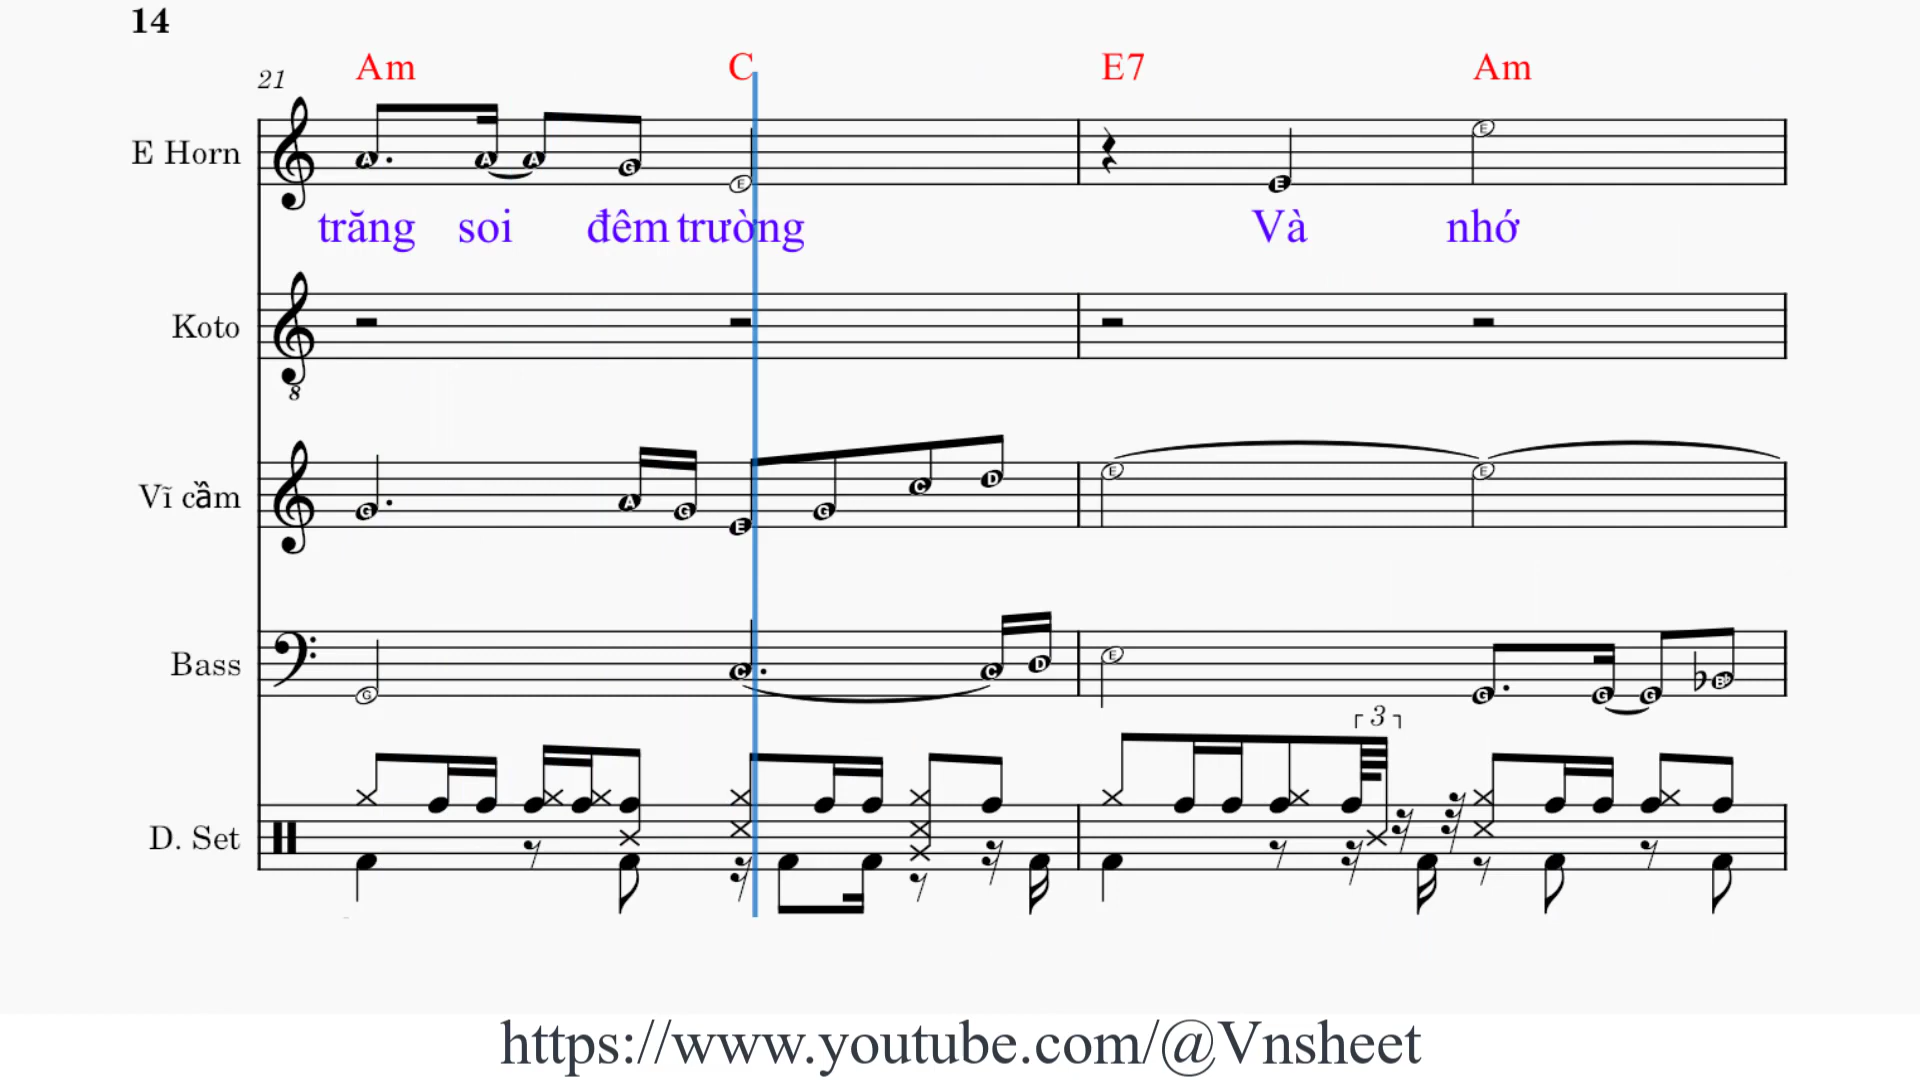 14
21 Am C E7 Am
E Horn
trăng soi đêm trường Và nhớ
Koto
8
Vĩ cầm
Bass
3
D. Set
https://www.youtube.com/@Vnsheet